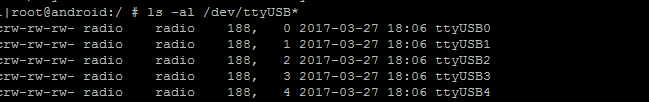 |root@android:/ # ls -al /dev/ttyUSB*
crw-rw-rw- radio    radio    188,   0 2017-03-27 18:06 ttyUSB0
crw-rw-rw- radio    radio    188,   1 2017-03-27 18:06 ttyUSB1
crw-rw-rw- radio    radio    188,   2 2017-03-27 18:06 ttyUSB2
crw-rw-rw- radio    radio    188,   3 2017-03-27 18:06 ttyUSB3
crw-rw-rw- radio    radio    188,   4 2017-03-27 18:06 ttyUSB4